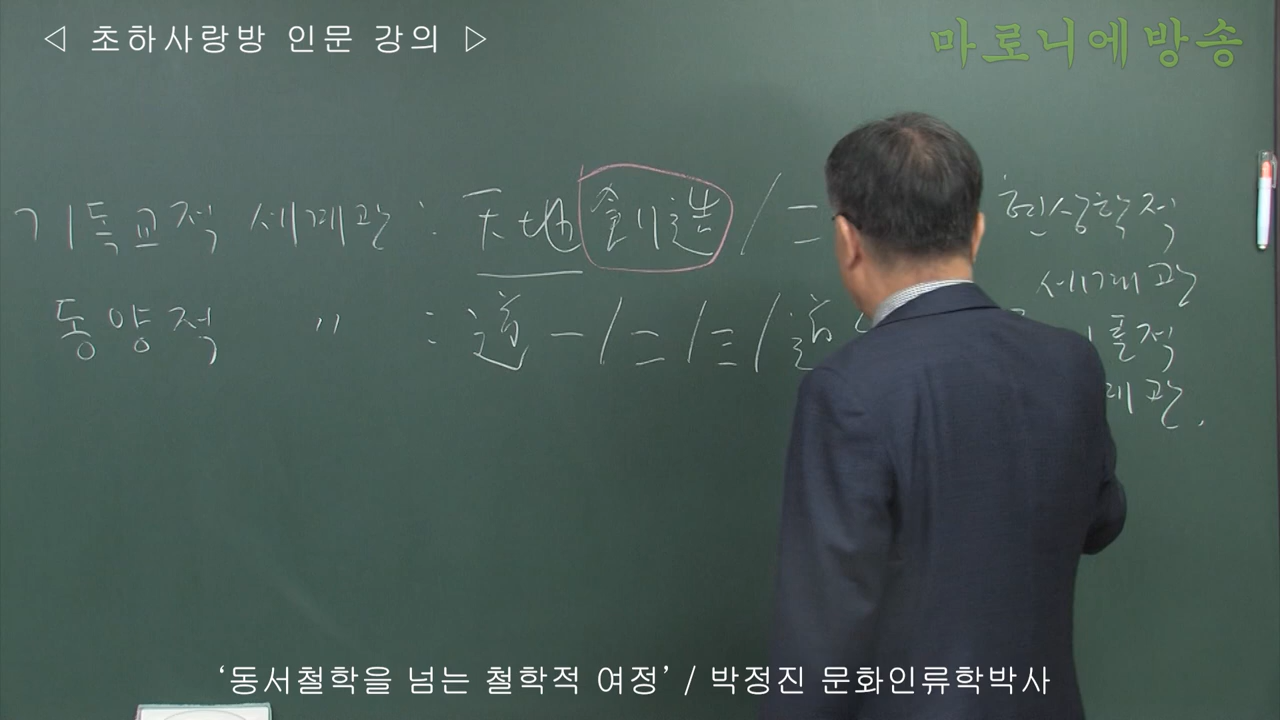 ◁ 초하사랑방 인문 강의 ▷
마로니에방송
기독교적 세계관 : 天地創造 / 二 현상학적
세계관
동양적 〃 : 道 一 / 二 / 三 / 道
적
관.
‘동서철학을 넘는 철학적 여정’ / 박정진 문화인류학박사